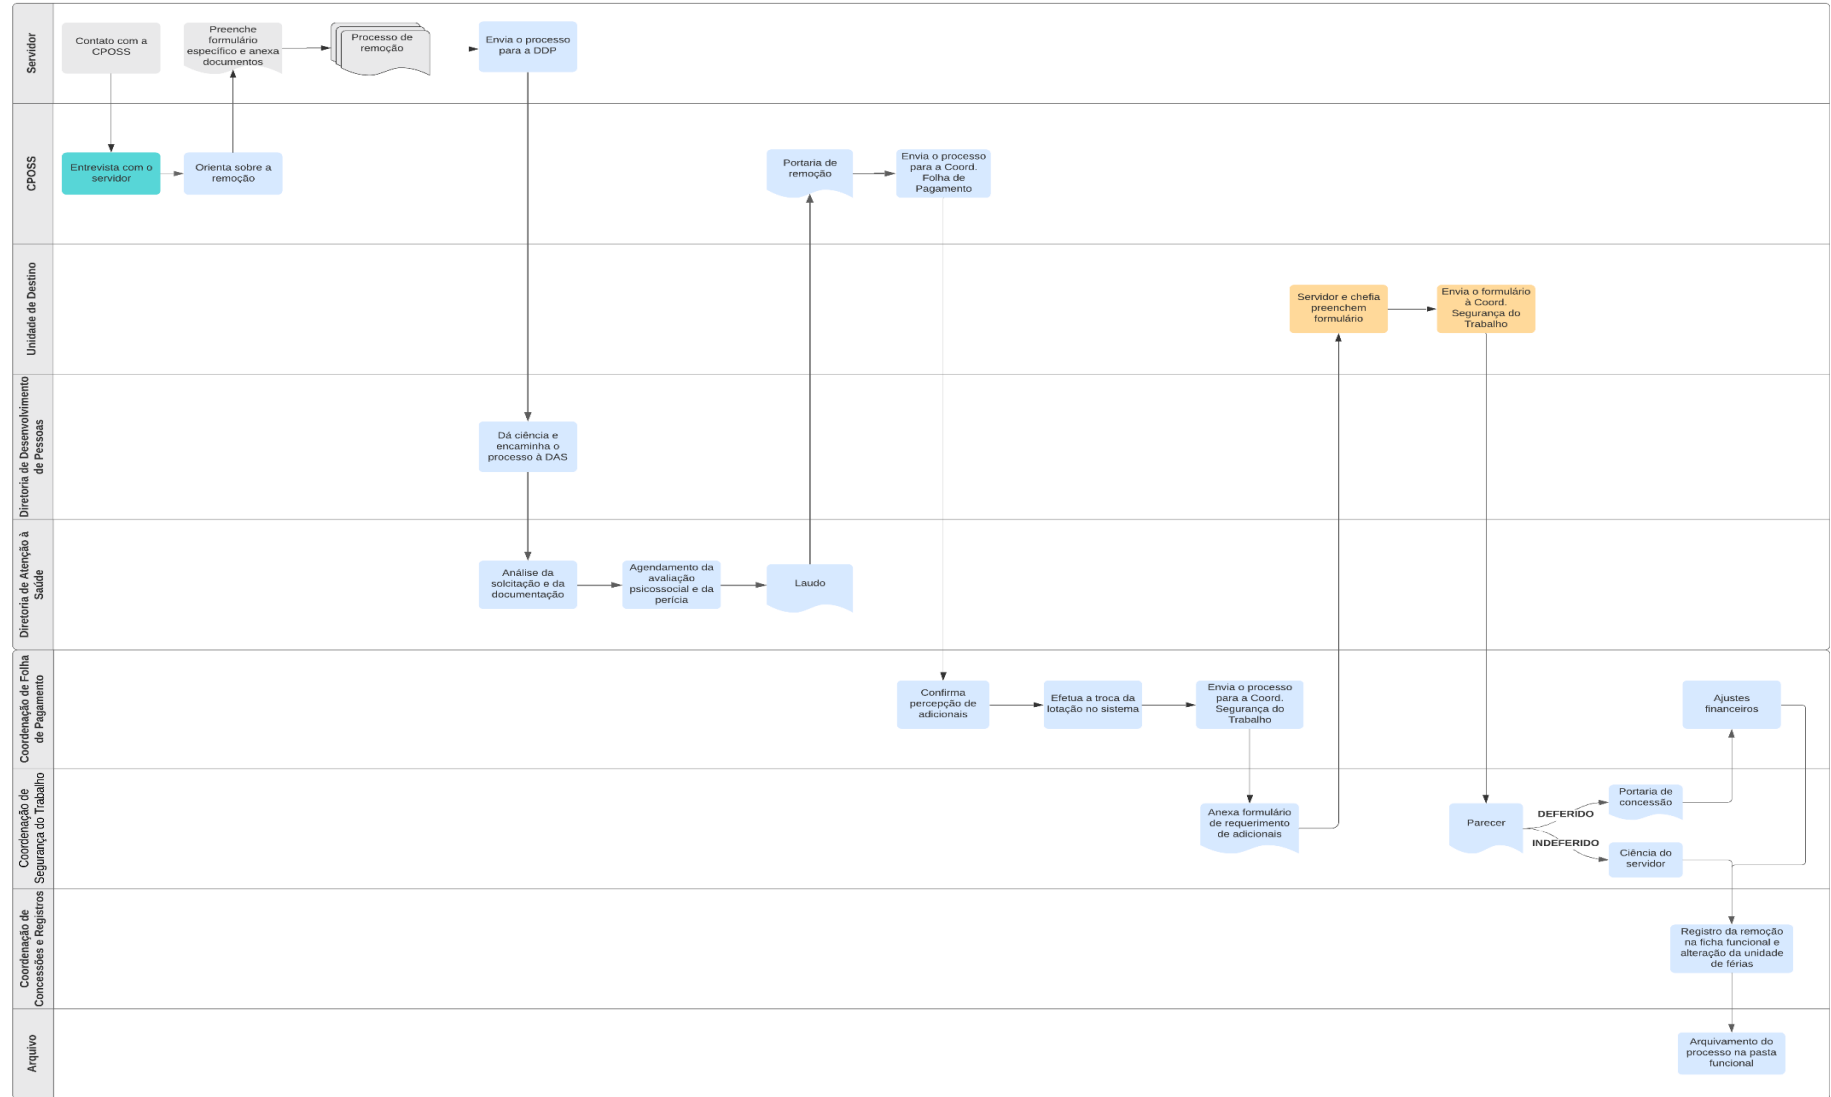 Servidor
Contato com a
CPOSS
Preenche
formulário
específico e anexa
documentos
Processo de
remoção
Envia o processo
para a DDP
CPOSS
Entrevista com o
servidor
Orienta sobre a
remoção
Portaria de
remoção
Envia o processo
para a Coord.
Folha de
Pagamento
Unidade de Destino
Servidor e chefia
preenchem
formulário
Envia o formulário
à Coord.
Segurança do
Trabalho
Diretoria de Desenvolvimento
de Pessoas
Dá ciência e
encaminha o
processo à DAS
Diretoria de Atenção à
Saúde
Análise da
solcitação e da
documentação
Agendamento da
avaliação
psicossocial e da
perícia
Laudo
Coordenação de Folha
de Pagamento
Confirma
percepção de
adicionais
Efetua a troca da
lotação no sistema
Envia o processo
para a Coord.
Segurança do
Trabalho
Ajustes
financeiros
Coordenação de
Segurança do Trabalho
Anexa formulário
de requerimento
de adicionais
Parecer
DEFERIDO
INDEFERIDO
Portaria de
concessão
Ciência do
servidor
Coordenação de
Concessões e Registros
Registro da remoção
na ficha funcional e
alteração da unidade
de férias
Arquivo
Arquivamento do
processo na pasta
funcional